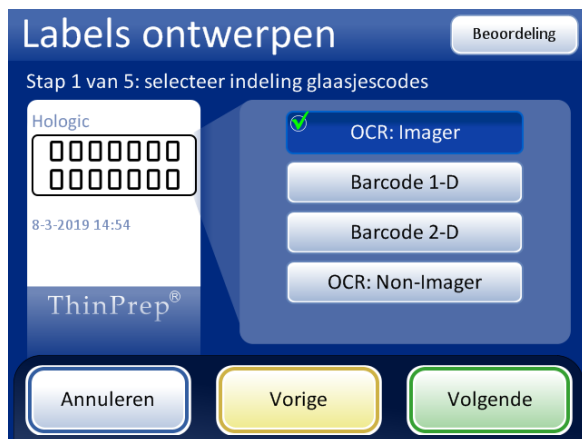 Labels ontwerpen
Beoordeling
Stap 1 van 5: selecteer indeling glaasjescodes
Hologic
0000000
0000000
8-3-2019 14:54
ThinPrep®
OCR: Imager
Barcode 1-D
Barcode 2-D
OCR: Non-Imager
Annuleren
Vorige
Volgende